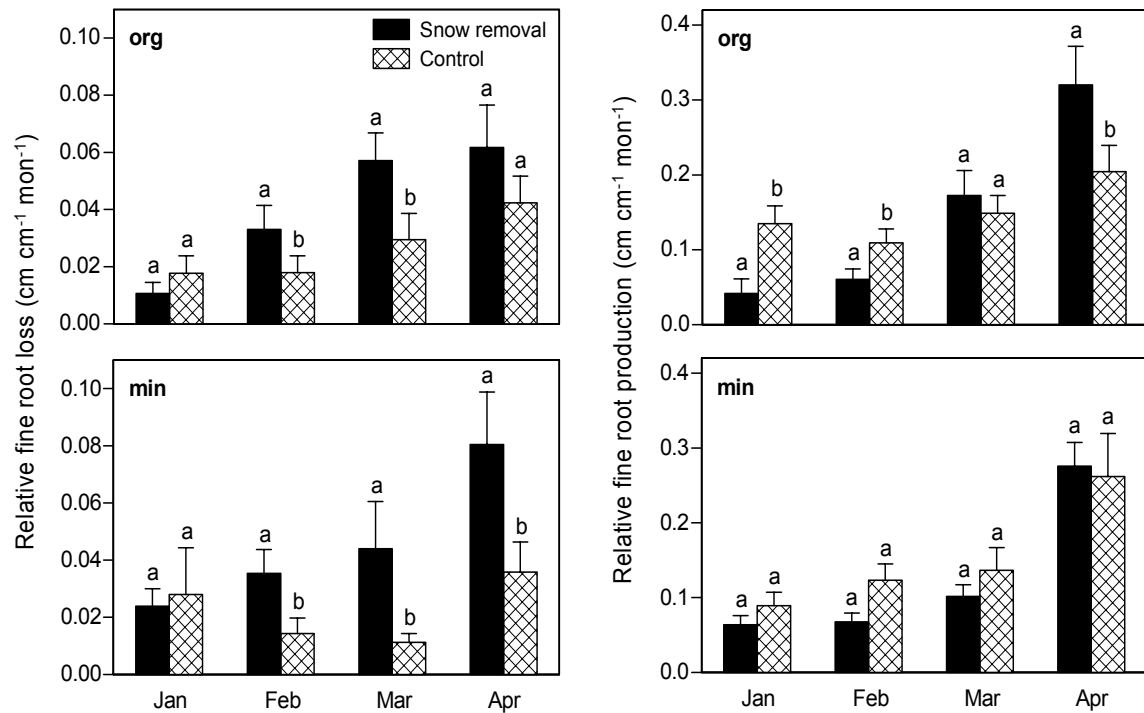 Relative fine root loss (cm cm⁻¹ mon⁻¹)
org
Snow removal
Control
0.10
0.08
0.06
0.04
0.02
0.00
a a a b a b a a
min
0.10
0.08
0.06
0.04
0.02
0.00
a a a b a b a b
Jan Feb Mar Apr
Relative fine root production (cm cm⁻¹ mon⁻¹)
org
0.4
0.3
0.2
0.1
0.0
a b a b a a a b
min
0.4
0.3
0.2
0.1
0.0
a a a a a a a a
Jan Feb Mar Apr